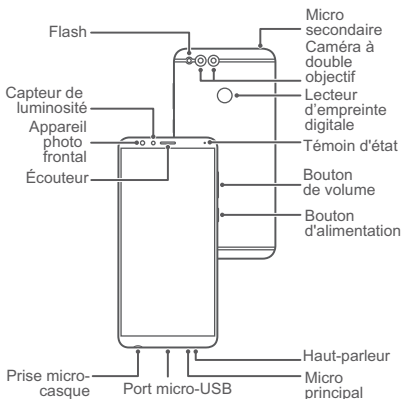 Flash
Capteur de
luminosité
Appareil
photo
frontal
Écouteur
Micro
secondaire
Caméra à
double
objectif
Lecteur
d'empreinte
digitale
Témoin d'état
Bouton
de volume
Bouton
d'alimentation
Prise micro-
casque
Port micro-USB
Haut-parleur
Micro
principal